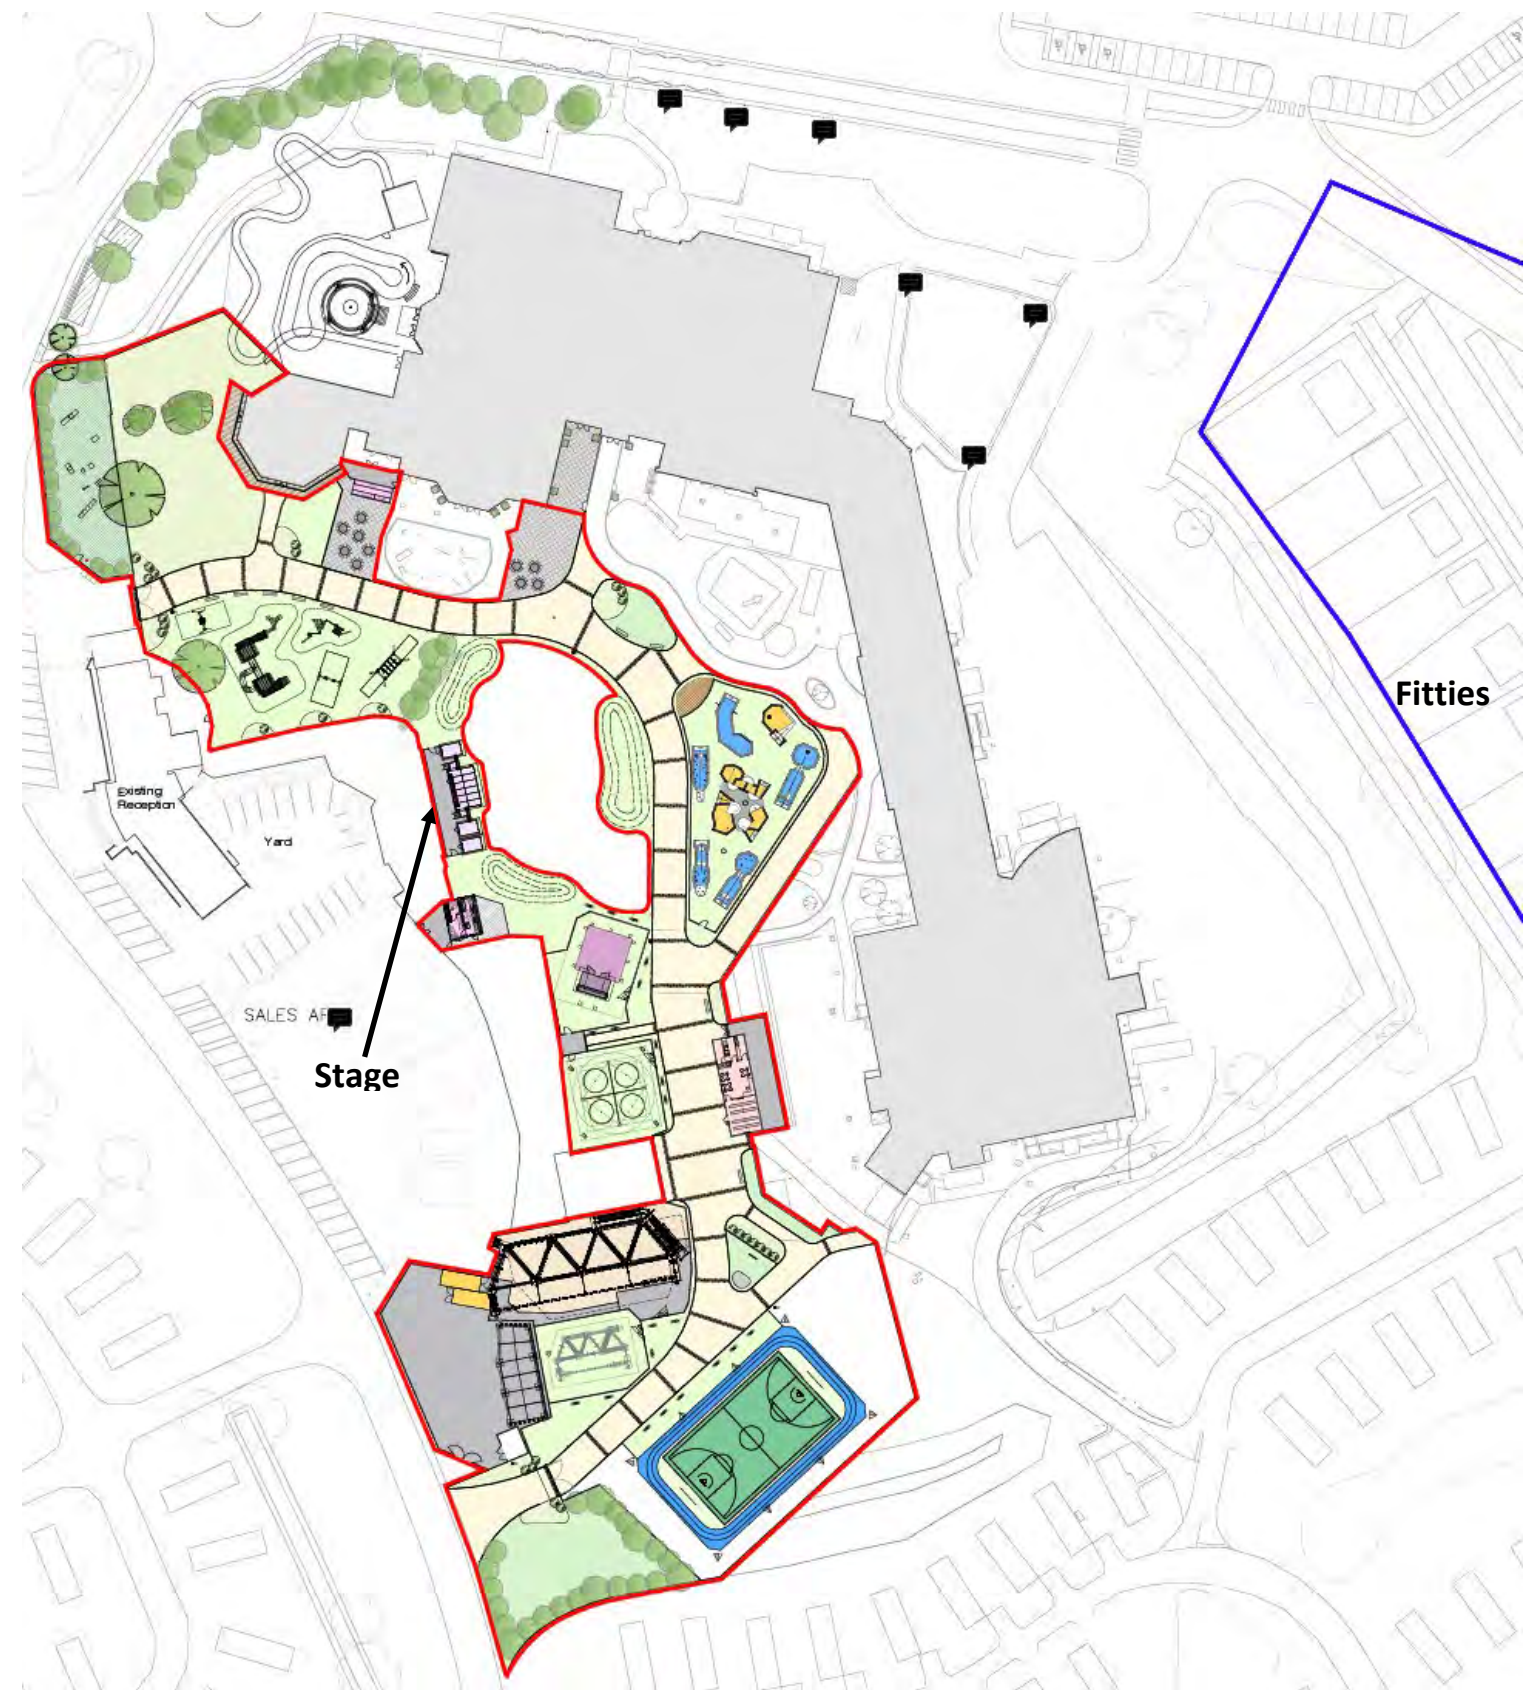 Fitties
Existing
Reception
Yard
SALES AR
Stage